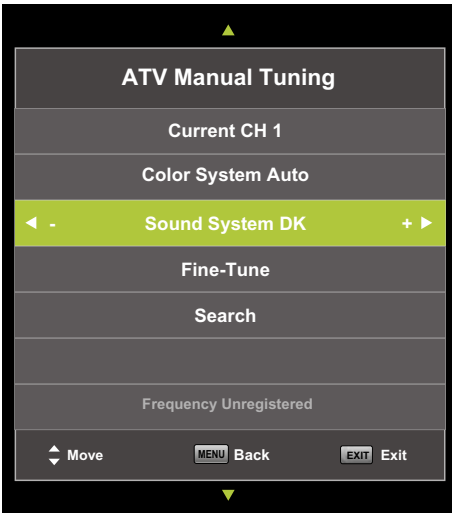 ATV Manual Tuning
Current CH 1
Color System Auto
- Sound System DK +
Fine-Tune
Search
Frequency Unregistered
Move MENU Back EXIT Exit